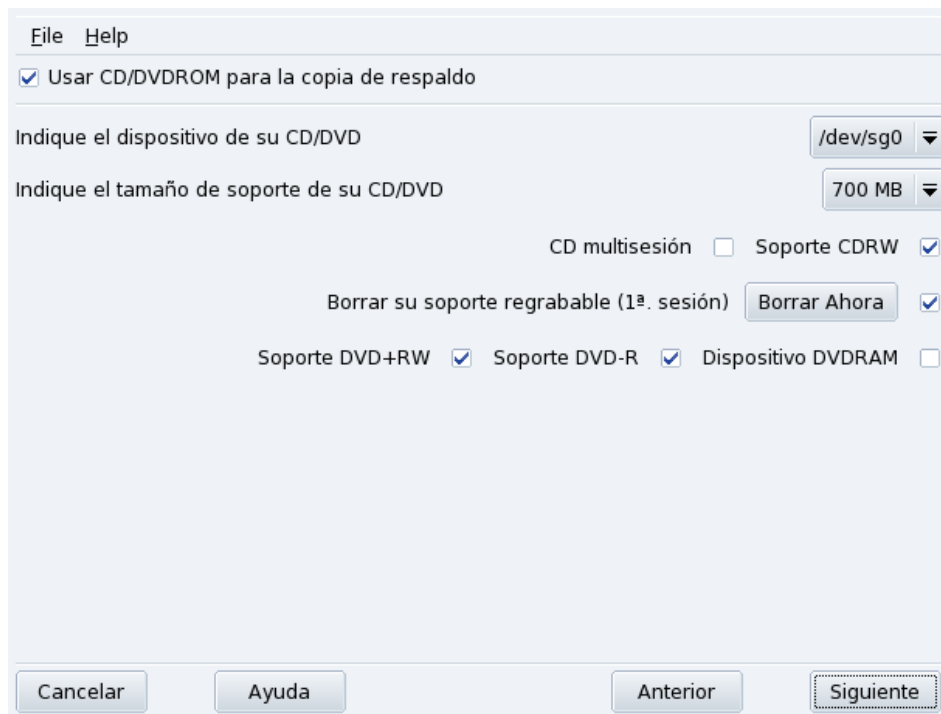 File Help
Usar CD/DVDROM para la copia de respaldo
Indique el dispositivo de su CD/DVD /dev/sg0
Indique el tamaño de soporte de su CD/DVD 700 MB
CD multisesión Soporte CDRW
Borrar su soporte regrabable (1ª. sesión) Borrar Ahora
Soporte DVD+RW Soporte DVD-R Dispositivo DVDRAM
Cancelar Ayuda Anterior Siguiente